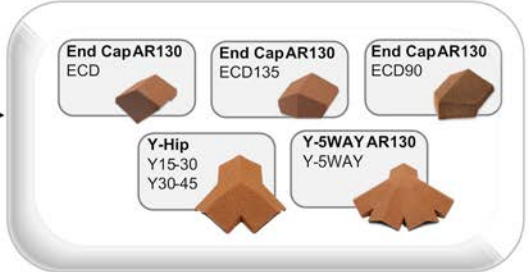 End CapAR130
ECD
End CapAR130
ECD135
End CapAR130
ECD90
Y-Hip
Y15-30
Y30-45
Y-5WAY AR130
Y-5WAY